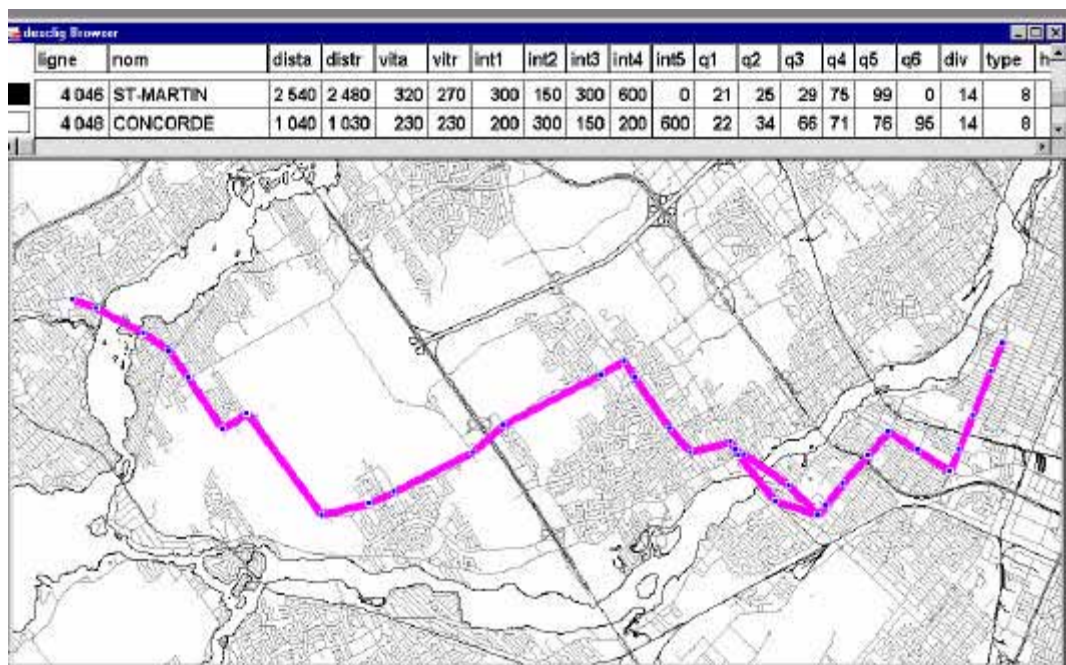 desclig Browser
ligne nom dista distr vita vitr int1 int2 int3 int4 int5 q1 q2 q3 q4 q5 q6 div type h
4 046 ST-MARTIN 2 540 2 480 320 270 300 150 300 600 0 21 25 29 75 99 0 14 8
4 046 CONCORDE 1 040 1 030 230 230 200 300 150 200 600 22 34 66 71 76 95 14 8